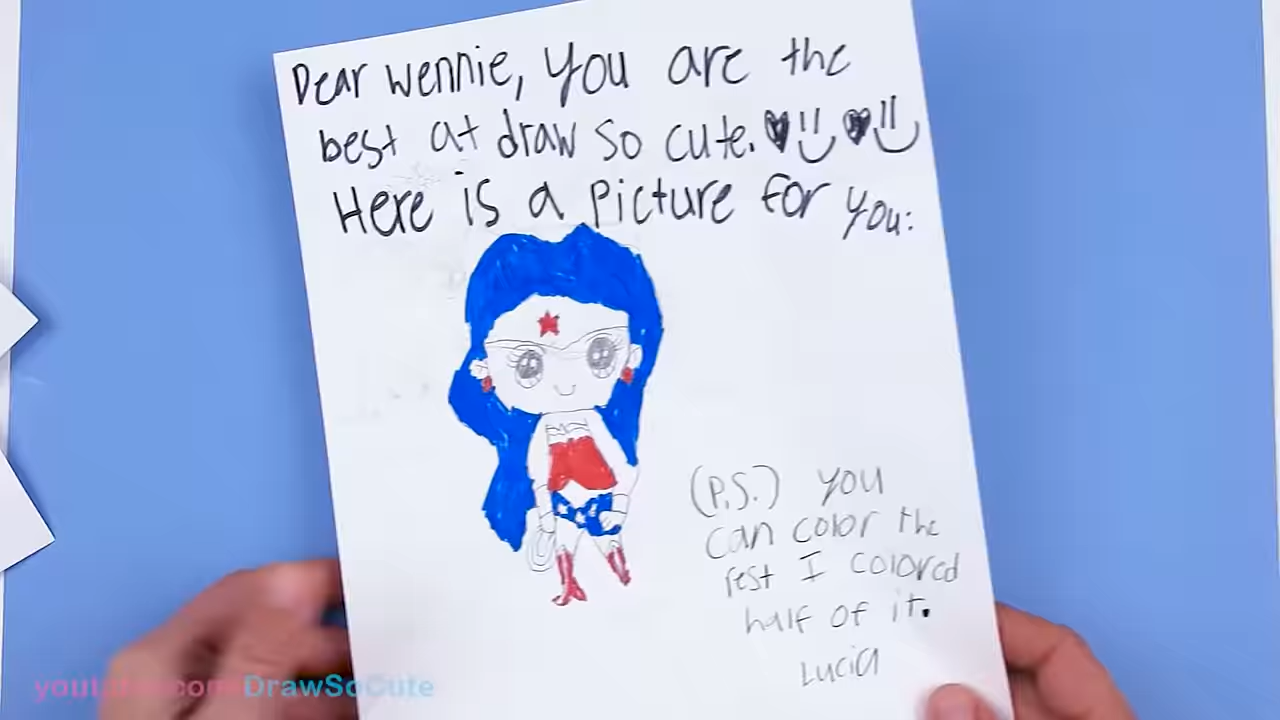 Dear Wennie, you are the
best at draw so cute.
Here is a picture for you:
(P.S.) you
can color the
rest I colored
half of it.
Lucia
youtube.com/DrawSoCute